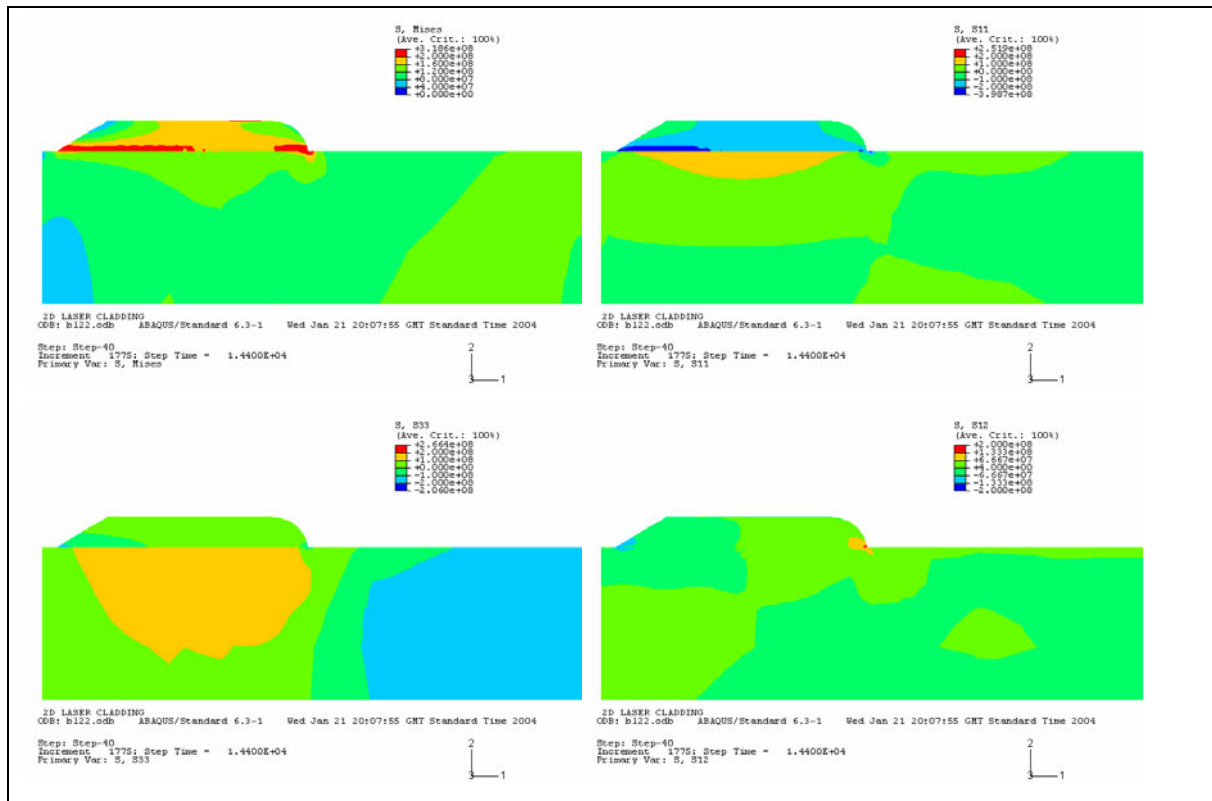 S, Mises
(Ave. Crit.: 100%)
+3.186e+08
+2.000e+08
+1.600e+08
+1.200e+08
+8.000e+07
+4.000e+07
+0.000e+00
2D LASER CLADDING
ODB: b122.odb ABAQUS/Standard 6.3-1 Wed Jan 21 20:07:55 GMT Standard Time 2004
Step: Step-40
Increment 1775: Step Time = 1.4400E+04
Primary Var: S, Mises
2
3 1
S, S11
(Ave. Crit.: 100%)
+2.519e+08
+2.000e+08
+1.000e+08
+0.000e+00
-1.000e+08
-2.000e+08
-3.987e+08
2D LASER CLADDING
ODB: b122.odb ABAQUS/Standard 6.3-1 Wed Jan 21 20:07:55 GMT Standard Time 2004
Step: Step-40
Increment 1775: Step Time = 1.4400E+04
Primary Var: S, S11
2
3 1
S, S33
(Ave. Crit.: 100%)
+2.664e+08
+2.000e+08
+1.000e+08
+0.000e+00
-1.000e+08
-2.000e+08
-2.060e+08
2D LASER CLADDING
ODB: b122.odb ABAQUS/Standard 6.3-1 Wed Jan 21 20:07:55 GMT Standard Time 2004
Step: Step-40
Increment 1775: Step Time = 1.4400E+04
Primary Var: S, S33
2
3 1
S, S12
(Ave. Crit.: 100%)
+2.000e+08
+1.333e+08
+6.667e+07
+4.000e+00
-6.667e+07
-1.333e+08
-2.000e+08
2D LASER CLADDING
ODB: b122.odb ABAQUS/Standard 6.3-1 Wed Jan 21 20:07:55 GMT Standard Time 2004
Step: Step-40
Increment 1775: Step Time = 1.4400E+04
Primary Var: S, S12
2
3 1